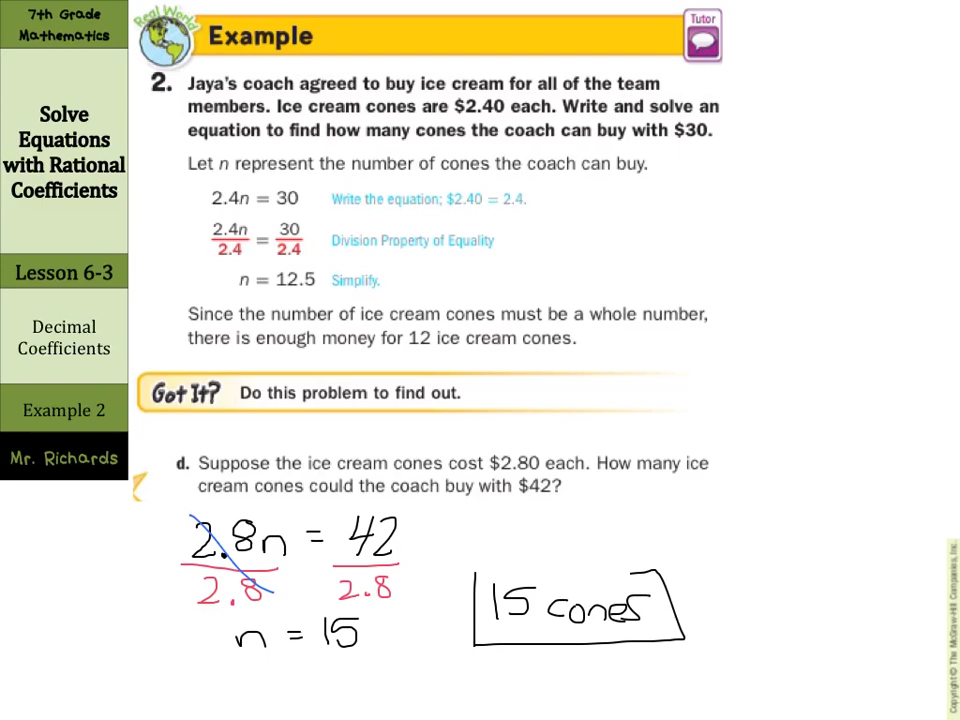 7th Grade
Mathematics
Solve
Equations
with Rational
Coefficients
Lesson 6-3
Decimal
Coefficients
Example 2
Mr. Richards
Real World
Example
Tutor
2. Jaya's coach agreed to buy ice cream for all of the team
members. Ice cream cones are $2.40 each. Write and solve an
equation to find how many cones the coach can buy with $30.
Let n represent the number of cones the coach can buy.
2.4n = 30 Write the equation; $2.40 = 2.4.
2.4n/2.4 = 30/2.4 Division Property of Equality
n = 12.5 Simplify.
Since the number of ice cream cones must be a whole number,
there is enough money for 12 ice cream cones.
Got It? Do this problem to find out.
d. Suppose the ice cream cones cost $2.80 each. How many ice
cream cones could the coach buy with $42?
2.8n = 42
2.8 2.8
n = 15
15 cones
Copyright © The McGraw-Hill Companies, Inc.